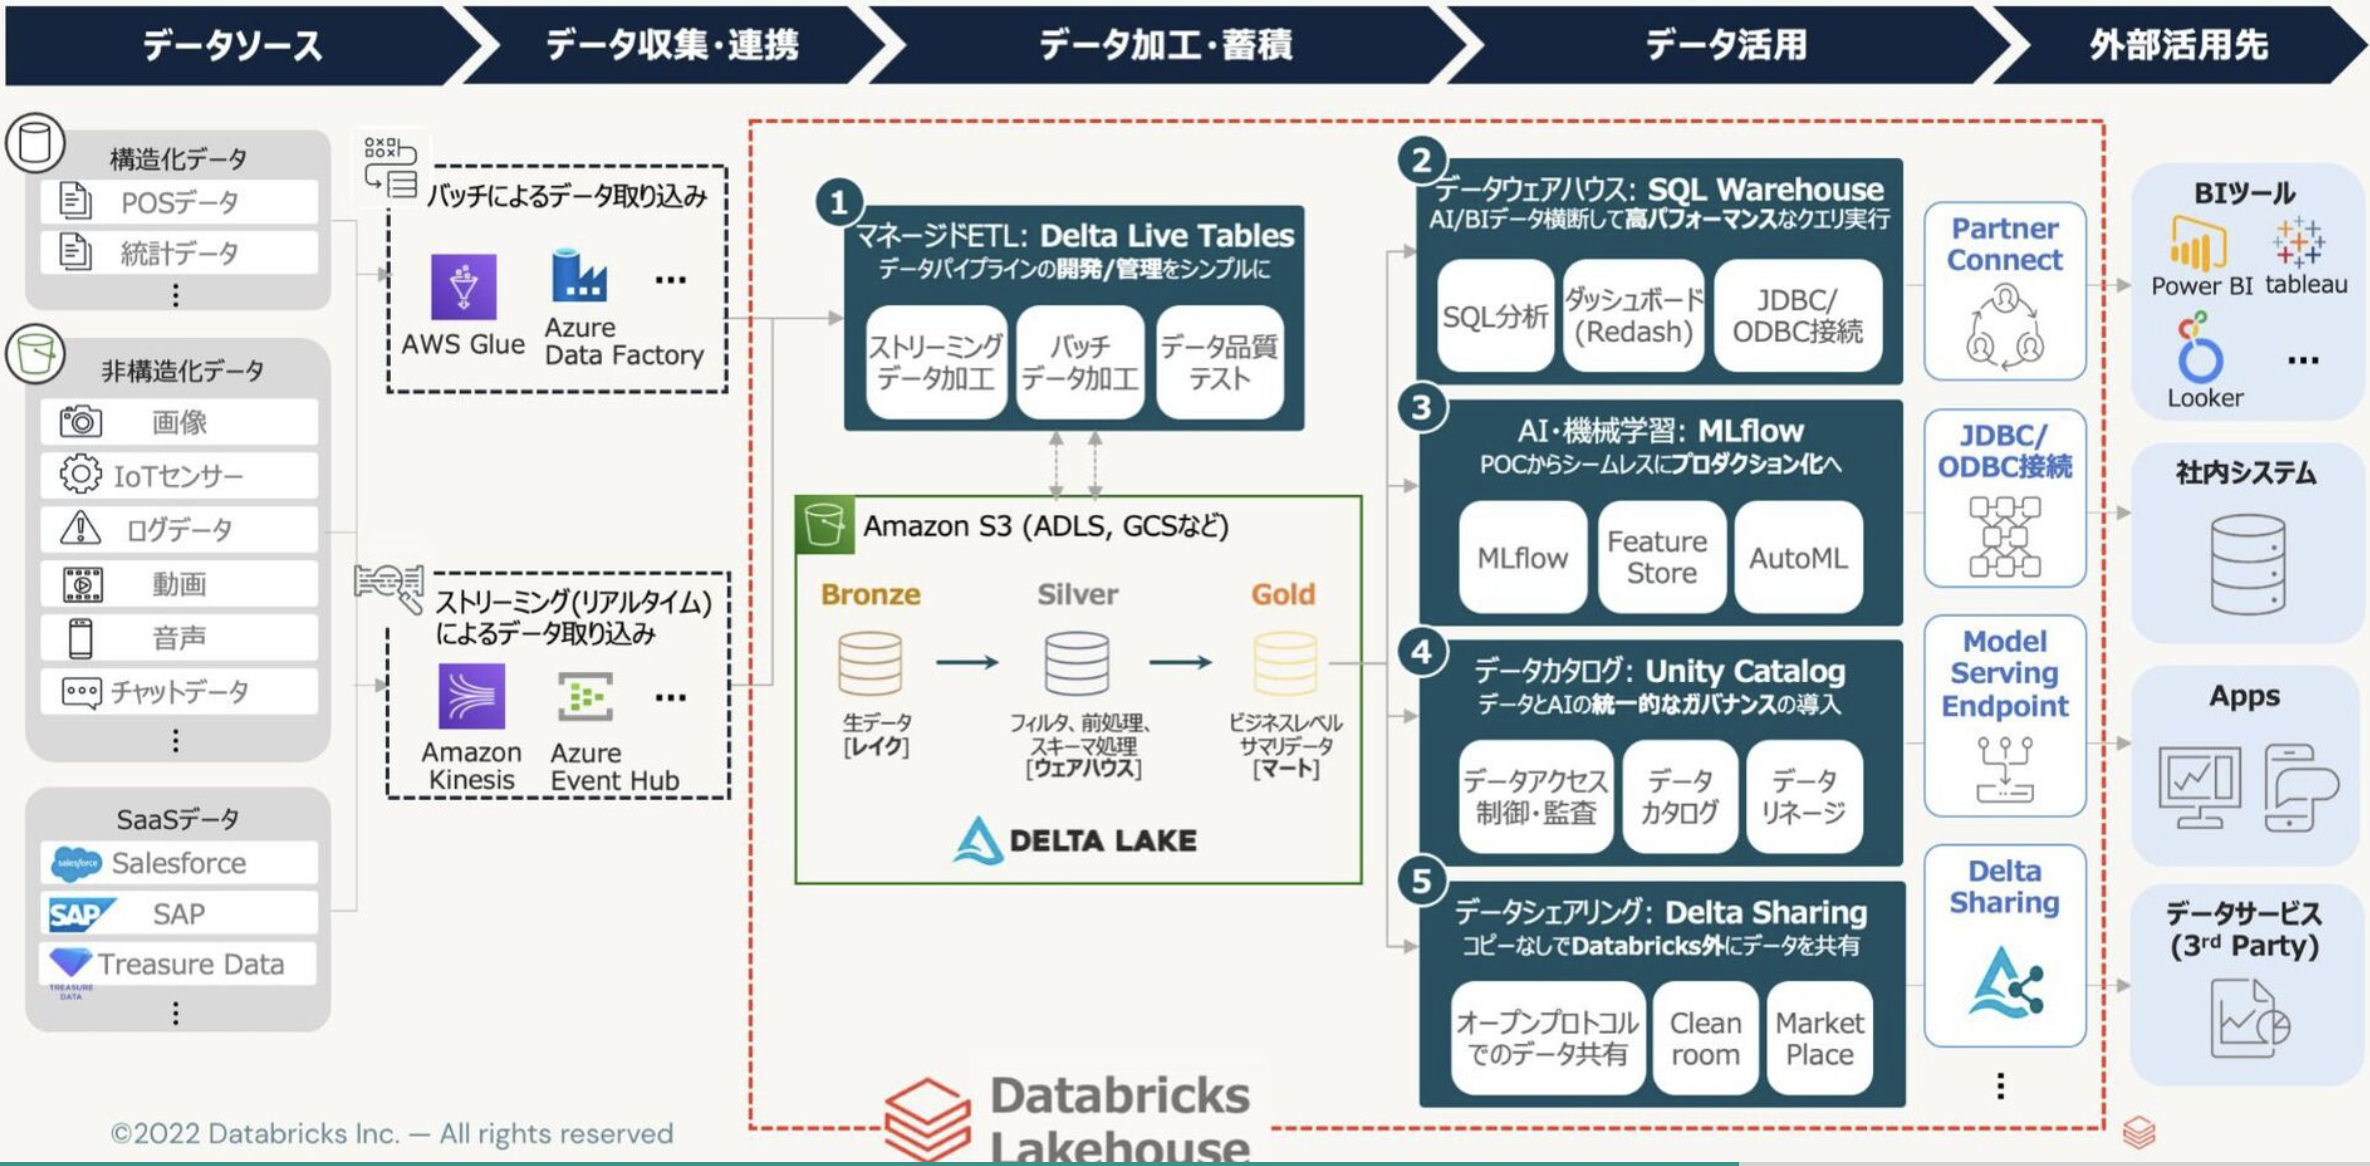 データソース
データ収集・連携
データ加工・蓄積
データ活用
外部活用先
構造化データ
POSデータ
統計データ
⋮
非構造化データ
画像
IoTセンサー
ログデータ
動画
音声
チャットデータ
⋮
SaaSデータ
salesforce
Salesforce
SAP
SAP
Treasure Data
TREASURE
DATA
⋮
バッチによるデータ取り込み
AWS Glue
Azure
Data Factory
…
ストリーミング(リアルタイム)
によるデータ取り込み
Amazon
Kinesis
Azure
Event Hub
…
1
マネージドETL: Delta Live Tables
データパイプラインの開発/管理をシンプルに
ストリーミング
データ加工
バッチ
データ加工
データ品質
テスト
Amazon S3 (ADLS, GCSなど)
Bronze
生データ
[レイク]
Silver
フィルタ、前処理、
スキーマ処理
[ウェアハウス]
Gold
ビジネスレベル
サマリデータ
[マート]
DELTA LAKE
2
データウェアハウス: SQL Warehouse
AI/BIデータ横断して高パフォーマンスなクエリ実行
SQL分析
ダッシュボード
(Redash)
JDBC/
ODBC接続
3
AI・機械学習: MLflow
POCからシームレスにプロダクション化へ
MLflow
Feature
Store
AutoML
4
データカタログ: Unity Catalog
データとAIの統一的なガバナンスの導入
データアクセス
制御・監査
データ
カタログ
データ
リネージ
5
データシェアリング: Delta Sharing
コピーなしでDatabricks外にデータを共有
オープンプロトコル
でのデータ共有
Clean
room
Market
Place
Partner
Connect
JDBC/
ODBC接続
Model
Serving
Endpoint
Delta
Sharing
⋮
BIツール
Power BI
tableau
Looker
…
社内システム
Apps
データサービス
(3rd Party)
Databricks
Lakehouse
©2022 Databricks Inc. — All rights reserved